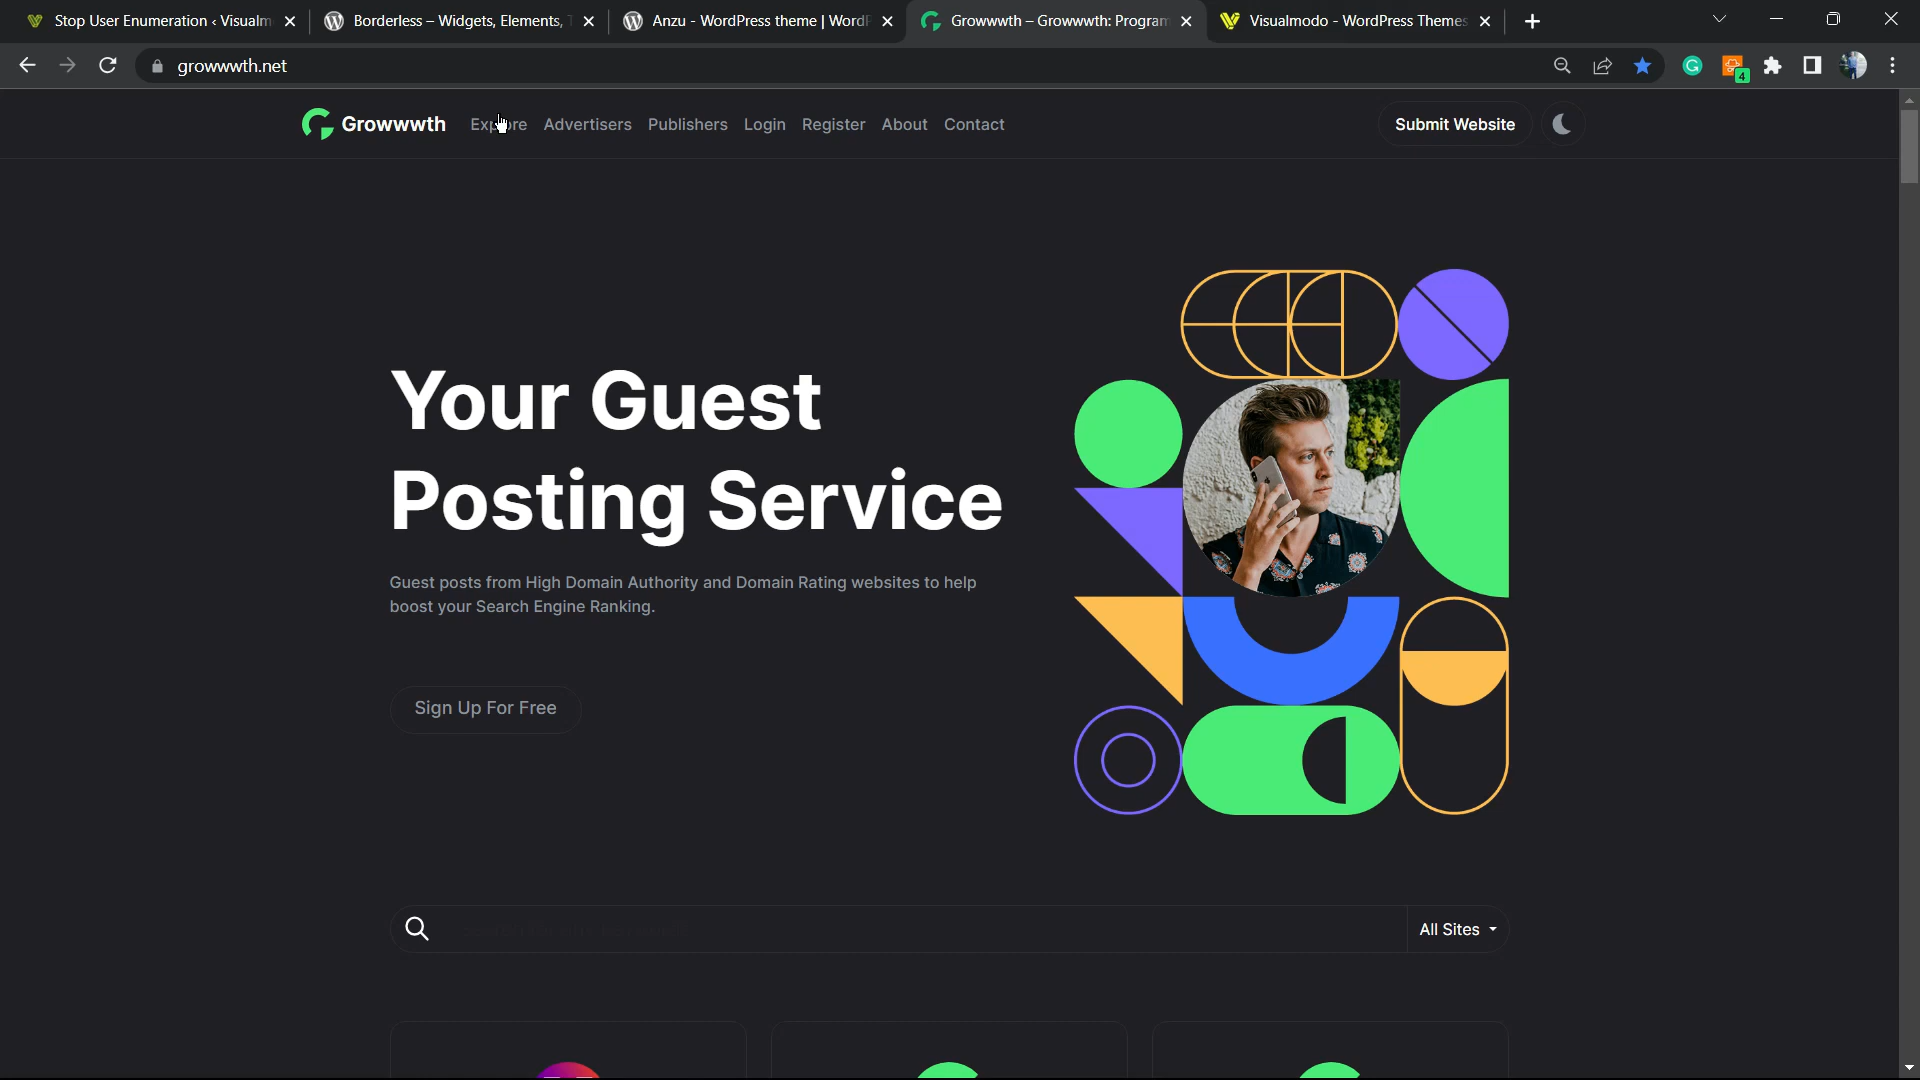 Stop User Enumeration ‹ Visualm
Borderless – Widgets, Elements, T
Anzu - WordPress theme | WordP
Growwwth – Growwwth: Program
Visualmodo - WordPress Themes
growwwth.net
4
Growwwth
Explore
Advertisers
Publishers
Login
Register
About
Contact
Submit Website
Your Guest
Posting Service
Guest posts from High Domain Authority and Domain Rating websites to help
boost your Search Engine Ranking.
Sign Up For Free
All Sites